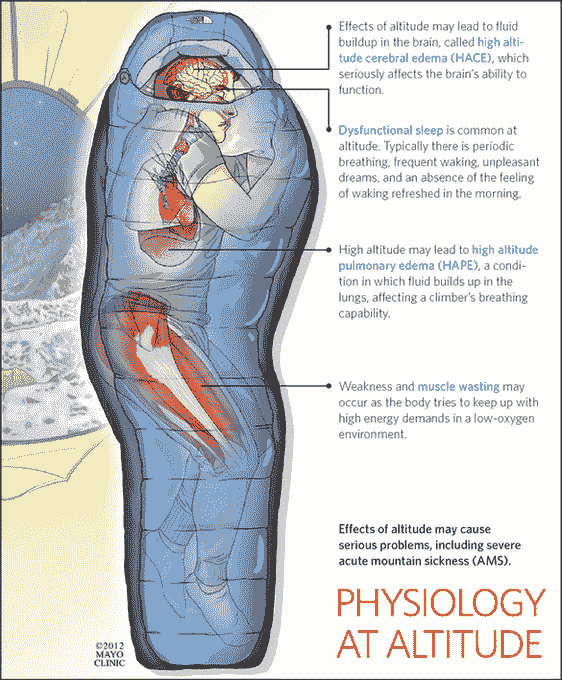 Effects of altitude may lead to fluid
buildup in the brain, called high alti-
tude cerebral edema (HACE), which
seriously affects the brain's ability to
function.
Dysfunctional sleep is common at
altitude. Typically there is periodic
breathing, frequent waking, unpleasant
dreams, and an absence of the feeling
of waking refreshed in the morning.
High altitude may lead to high altitude
pulmonary edema (HAPE), a condi-
tion in which fluid builds up in the
lungs, affecting a climber's breathing
capability.
Weakness and muscle wasting may
occur as the body tries to keep up with
high energy demands in a low-oxygen
environment.
Effects of altitude may cause
serious problems, including severe
acute mountain sickness (AMS).
PHYSIOLOGY
AT ALTITUDE
©2012
MAYO
CLINIC